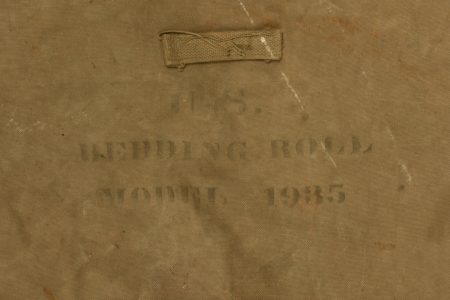 U.S.
BEDDING ROLL
MODEL 1935